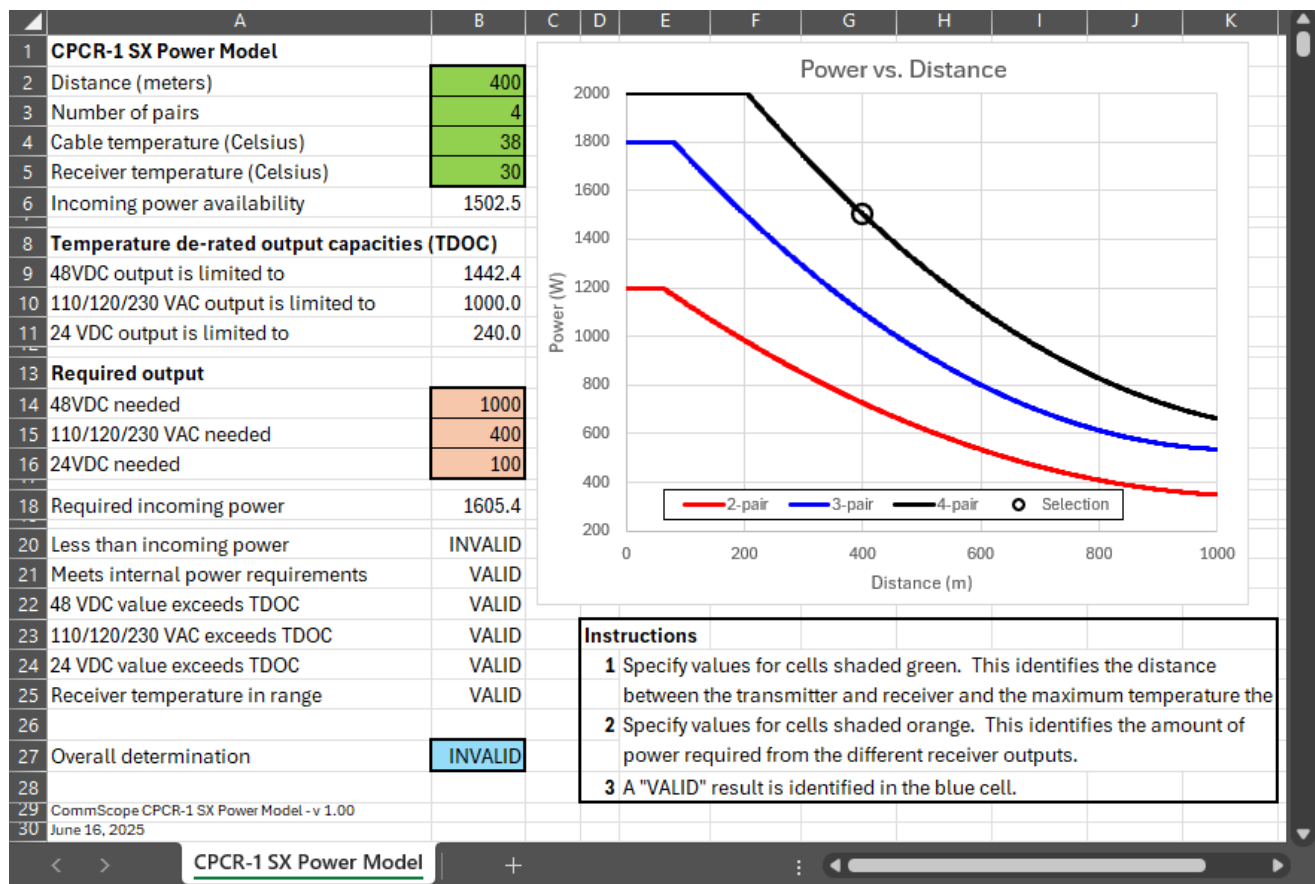 A B C D E F G H I J K
1 CPCR-1 SX Power Model
2 Distance (meters) 400
3 Number of pairs 4
4 Cable temperature (Celsius) 38
5 Receiver temperature (Celsius) 30
6 Incoming power availability 1502.5
8 Temperature de-rated output capacities (TDOC)
9 48VDC output is limited to 1442.4
10 110/120/230 VAC output is limited to 1000.0
11 24 VDC output is limited to 240.0
13 Required output
14 48VDC needed 1000
15 110/120/230 VAC needed 400
16 24VDC needed 100
18 Required incoming power 1605.4
20 Less than incoming power INVALID
21 Meets internal power requirements VALID
22 48 VDC value exceeds TDOC VALID
23 110/120/230 VAC exceeds TDOC VALID
24 24 VDC value exceeds TDOC VALID
25 Receiver temperature in range VALID
26
27 Overall determination INVALID
28
29 CommScope CPCR-1 SX Power Model - v 1.00
30 June 16, 2025
Power vs. Distance
2000
1800
1600
1400
1200
1000
800
600
400
200
Power (W)
2-pair 3-pair 4-pair Selection
0 200 400 600 800 1000
Distance (m)
Instructions
1 Specify values for cells shaded green. This identifies the distance
between the transmitter and receiver and the maximum temperature the
2 Specify values for cells shaded orange. This identifies the amount of
power required from the different receiver outputs.
3 A "VALID" result is identified in the blue cell.
CPCR-1 SX Power Model